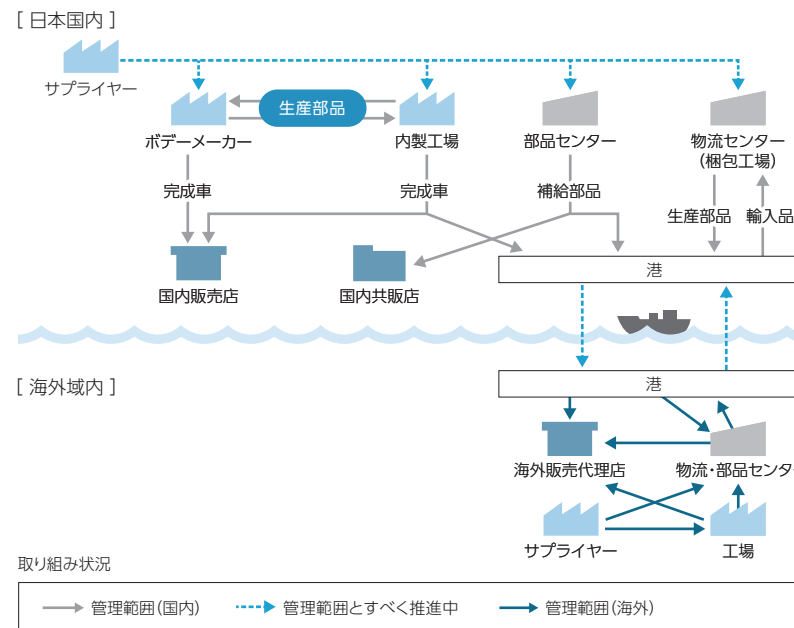 [ 日本国内 ]
サプライヤー
生産部品
ボデーメーカー
内製工場
部品センター
物流センター
(梱包工場)
完成車
完成車
補給部品
生産部品
輸入品
国内販売店
国内共販店
港
[ 海外域内 ]
港
海外販売代理店
物流・部品センター
サプライヤー
工場
取り組み状況
管理範囲(国内)
管理範囲とすべく推進中
管理範囲(海外)